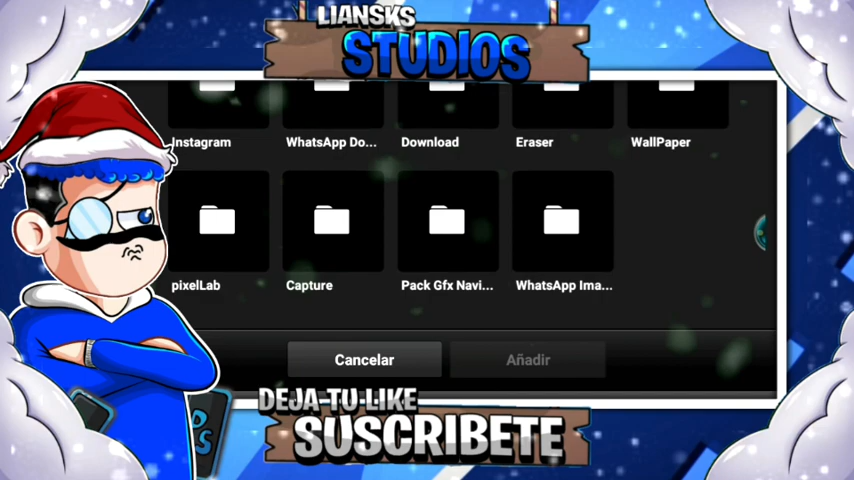 LIANSKS
STUDIOS
Instagram
WhatsApp Do...
Download
Eraser
WallPaper
pixelLab
Capture
Pack Gfx Navi...
WhatsApp Ima...
Cancelar
Añadir
DEJA TU LIKE
SUSCRIBETE
PS